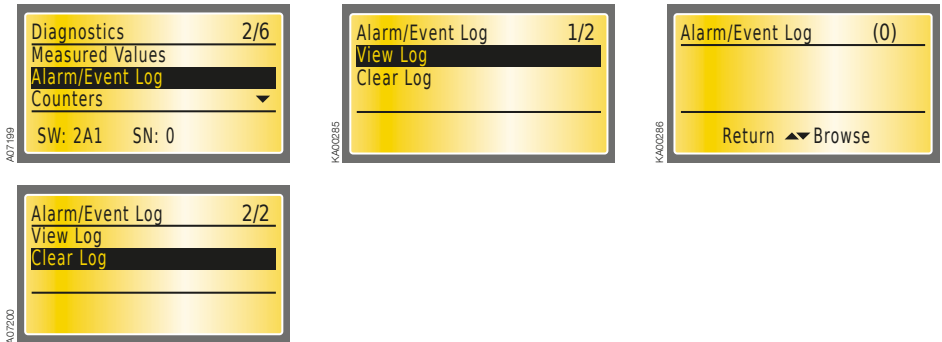 Diagnostics 2/6
Measured Values
Alarm/Event Log
Counters
SW: 2A1 SN: 0
A07199
Alarm/Event Log 1/2
View Log
Clear Log
KA00285
Alarm/Event Log (0)
Return Browse
KA00286
Alarm/Event Log 2/2
View Log
Clear Log
A07200